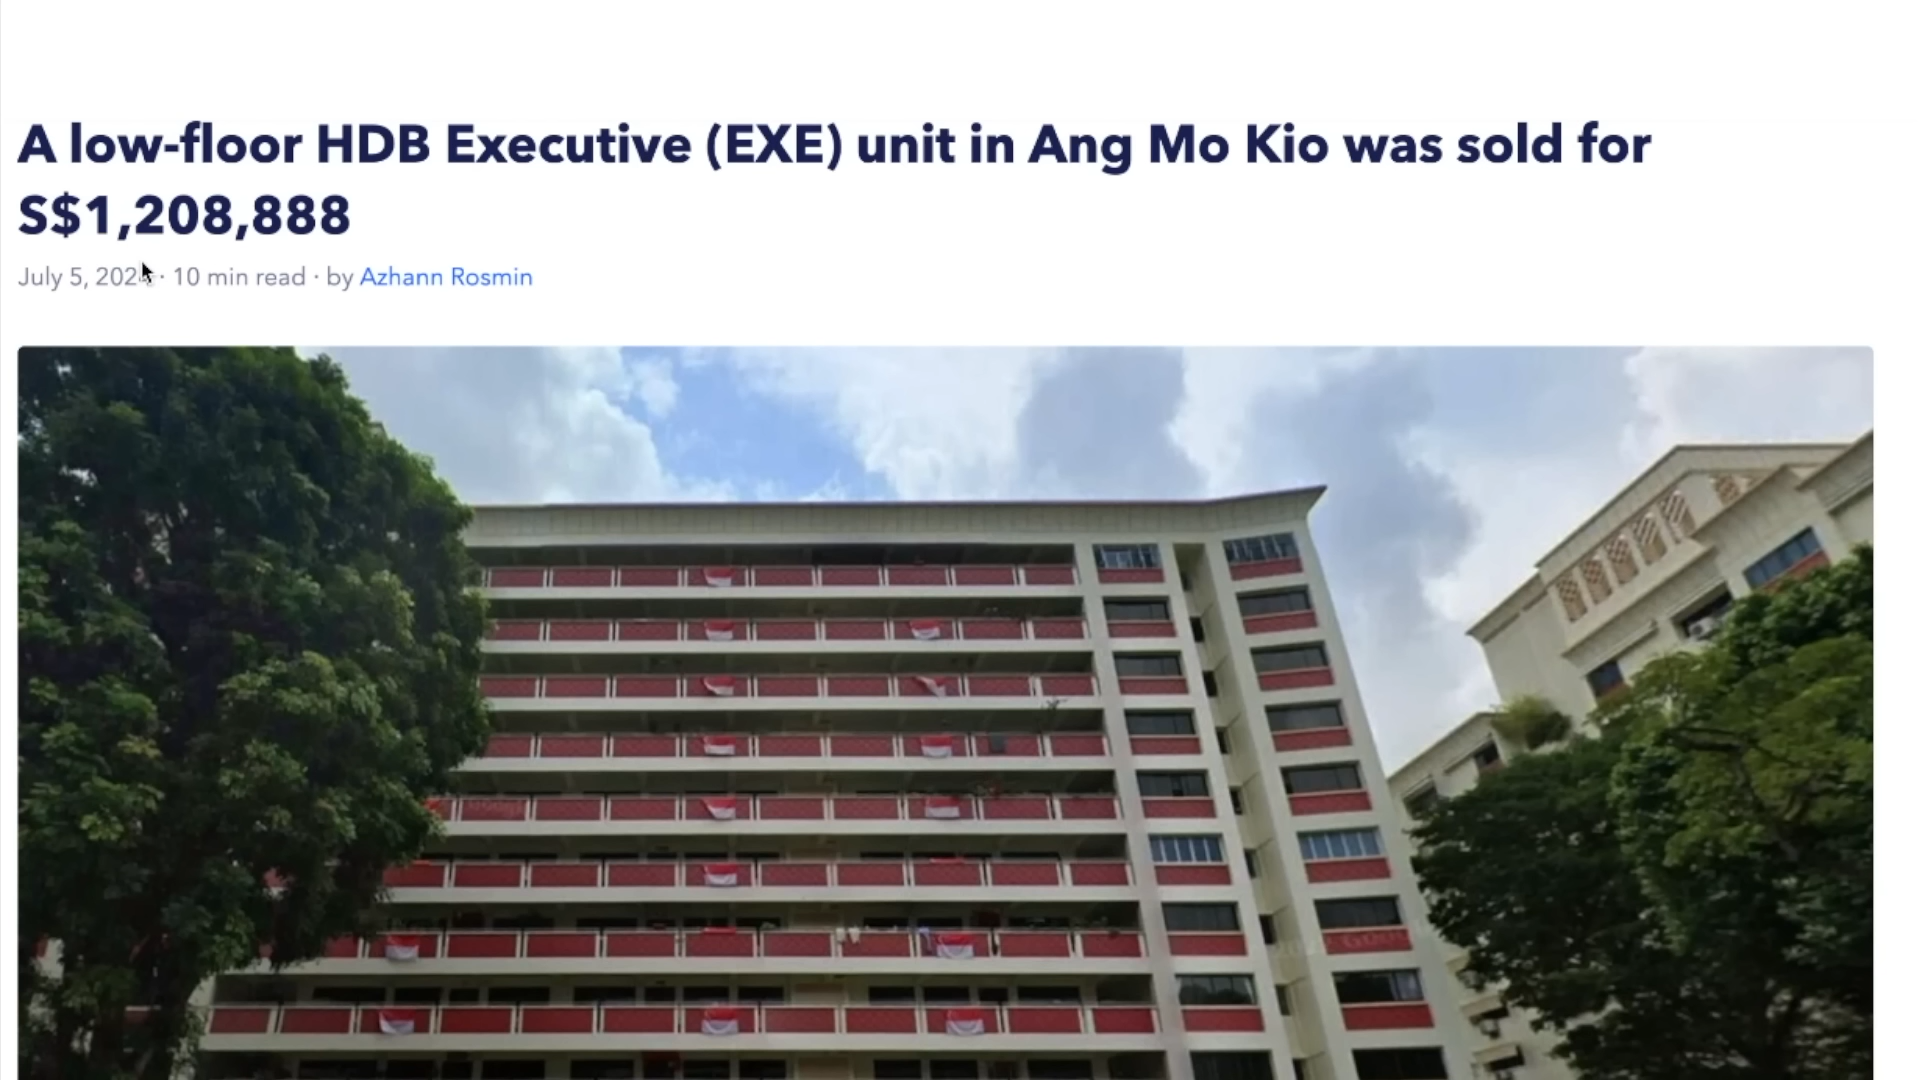 A low-floor HDB Executive (EXE) unit in Ang Mo Kio was sold for
S$1,208,888
July 5, · 10 min read · by Azhann Rosmin